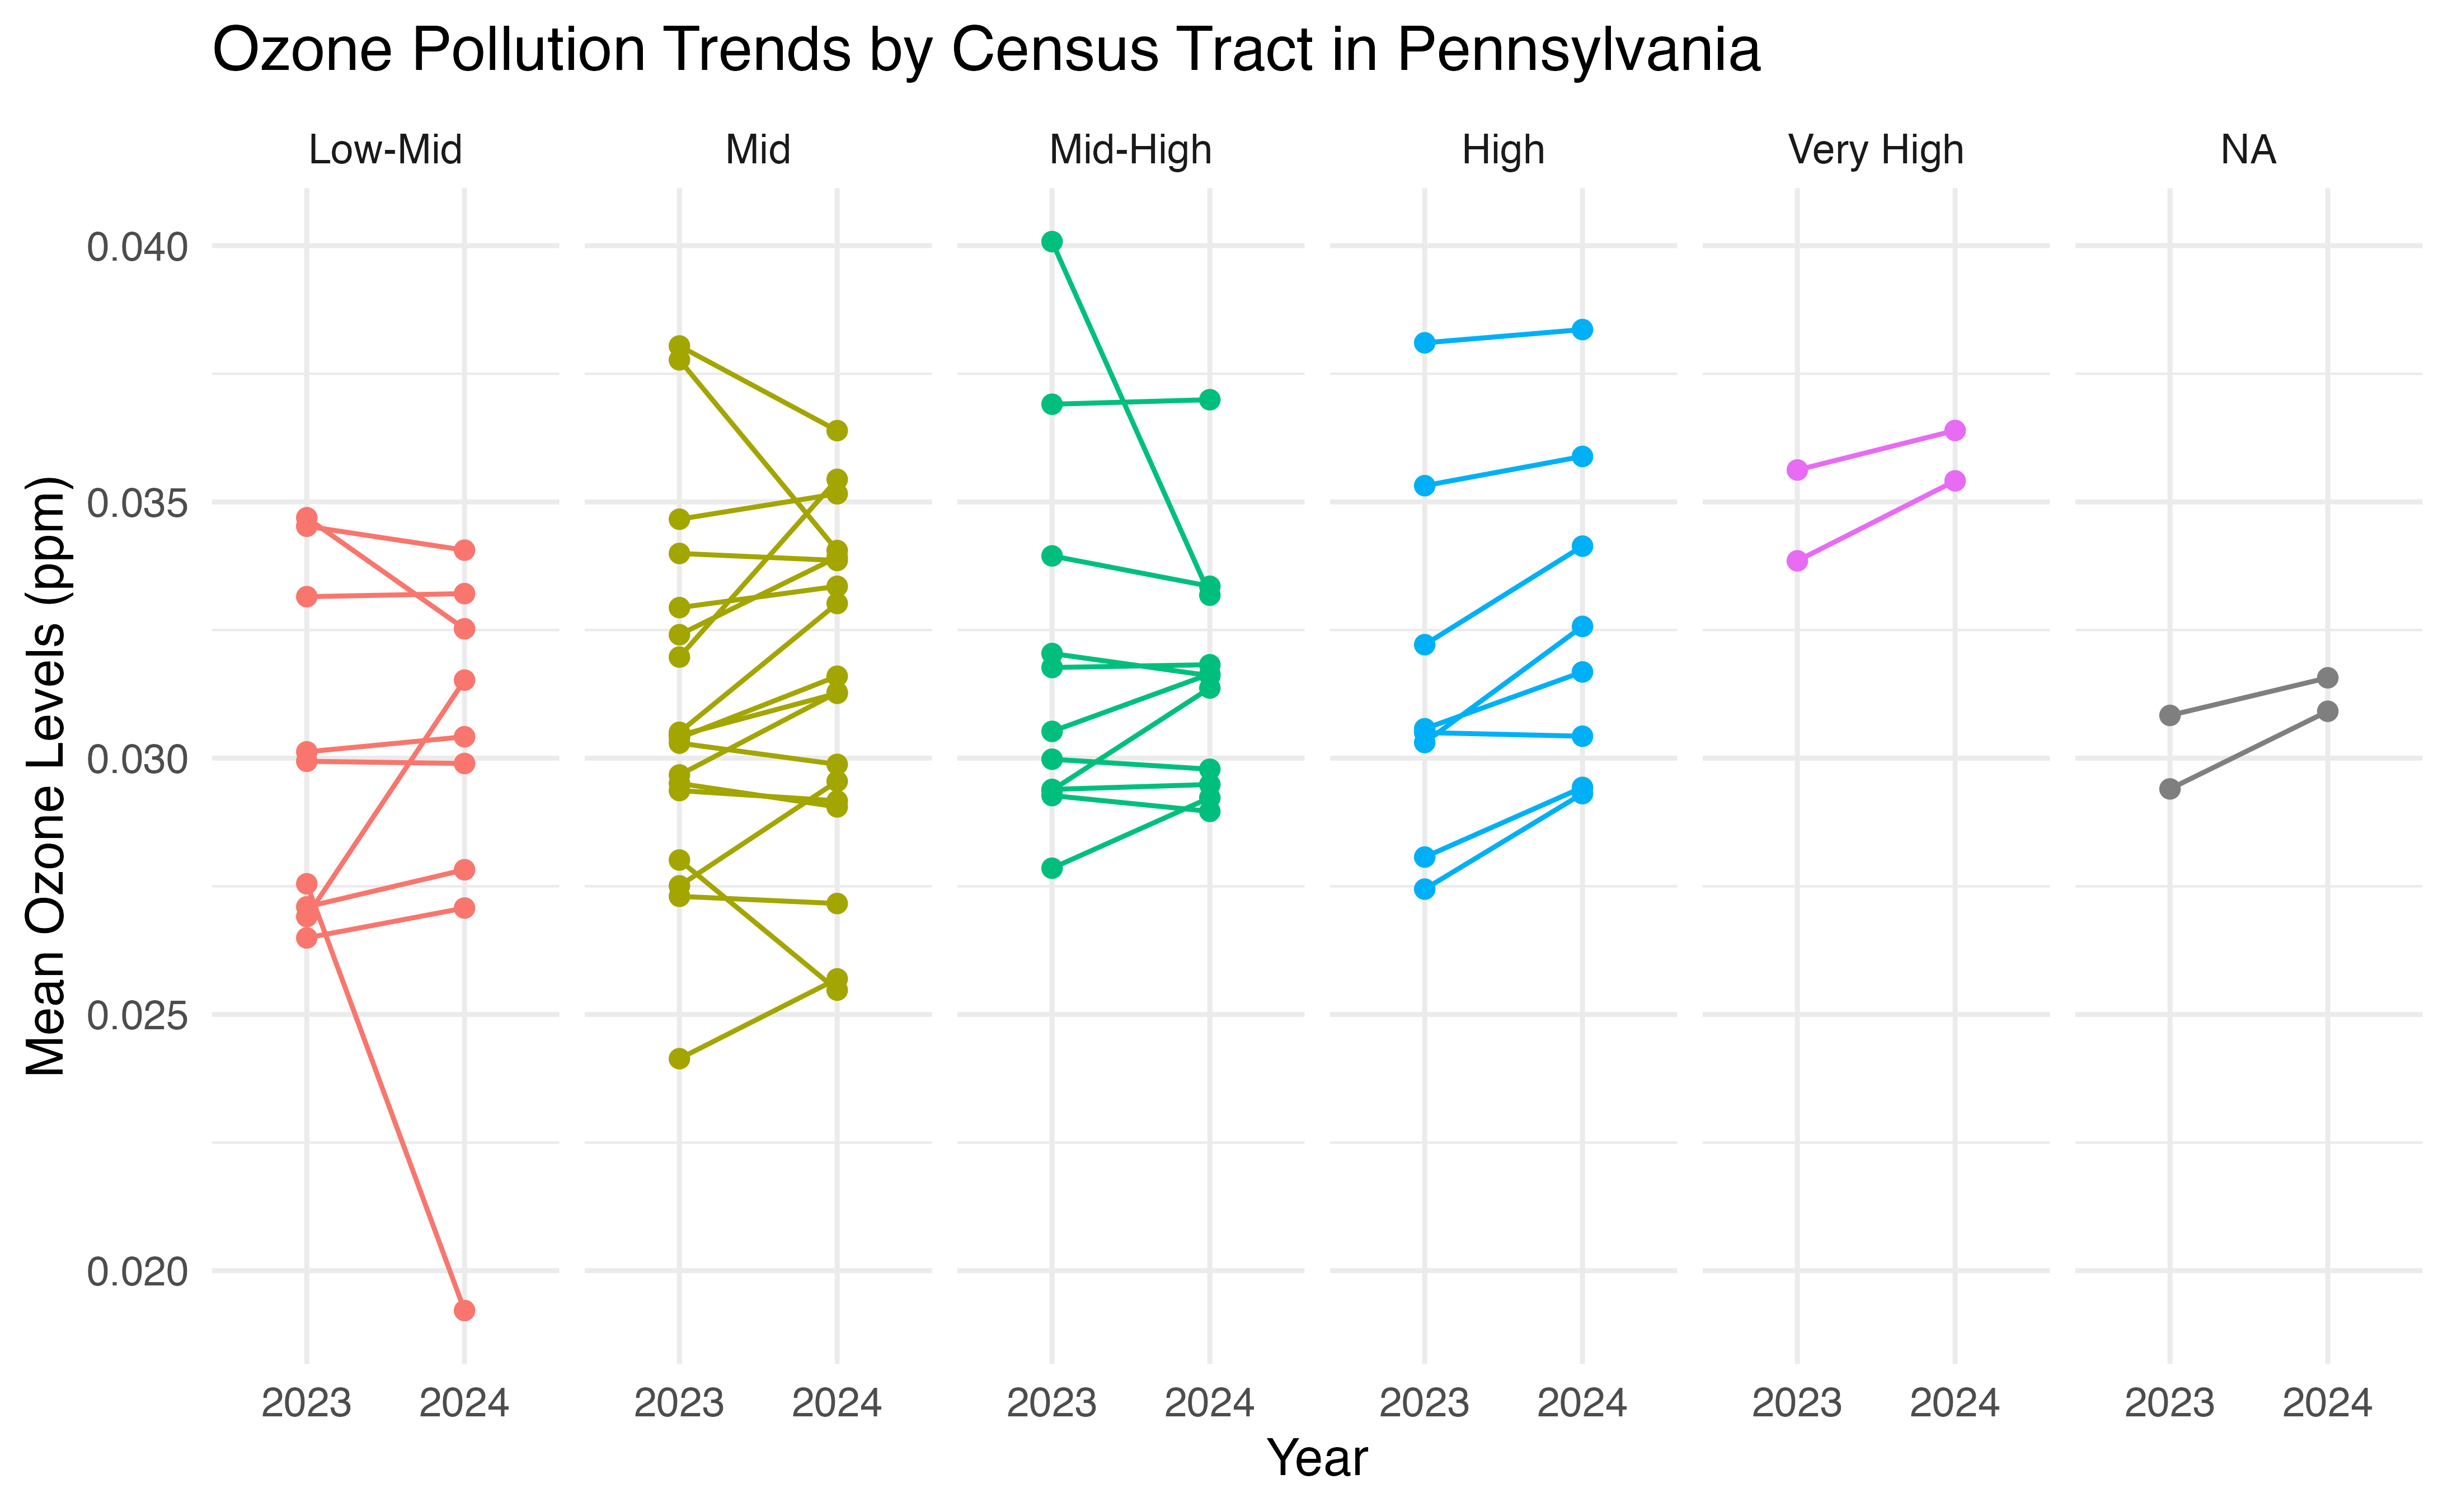 Ozone Pollution Trends by Census Tract in Pennsylvania
Low-Mid Mid Mid-High High Very High NA
0.040
0.035
0.030
0.025
0.020
Mean Ozone Levels (ppm)
2023 2024 2023 2024 2023 2024 2023 2024 2023 2024 2023 2024
Year